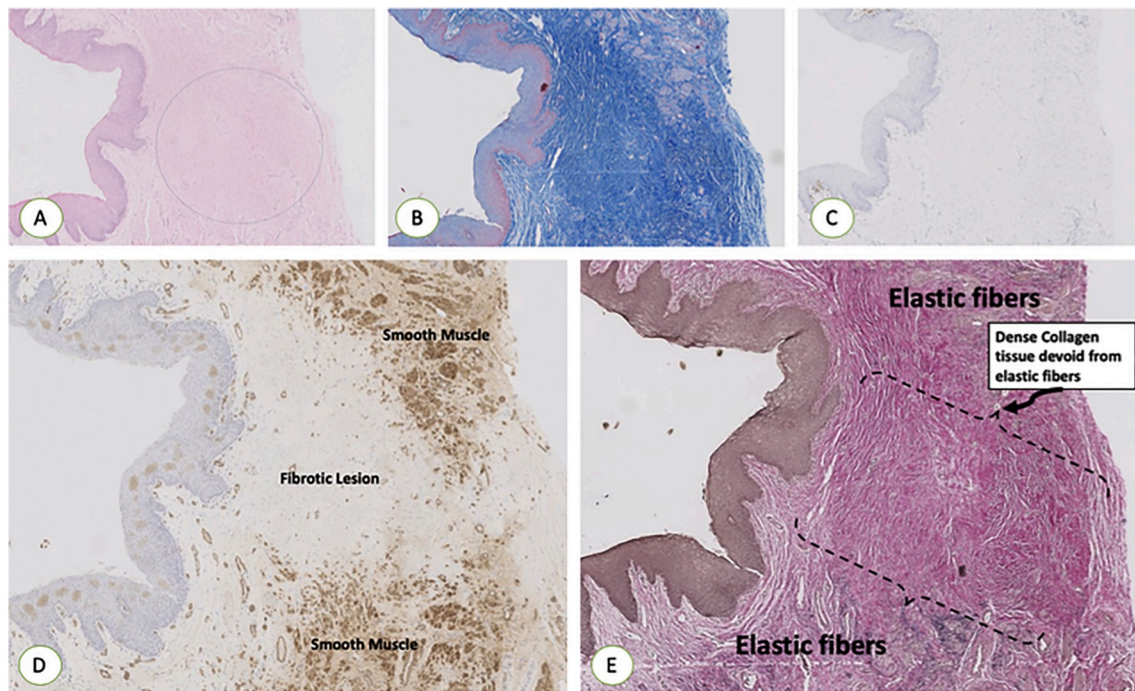 A
B
C
Smooth Muscle
Fibrotic Lesion
Smooth Muscle
D
Elastic fibers
Dense Collagen
tissue devoid from
elastic fibers
Elastic fibers
E